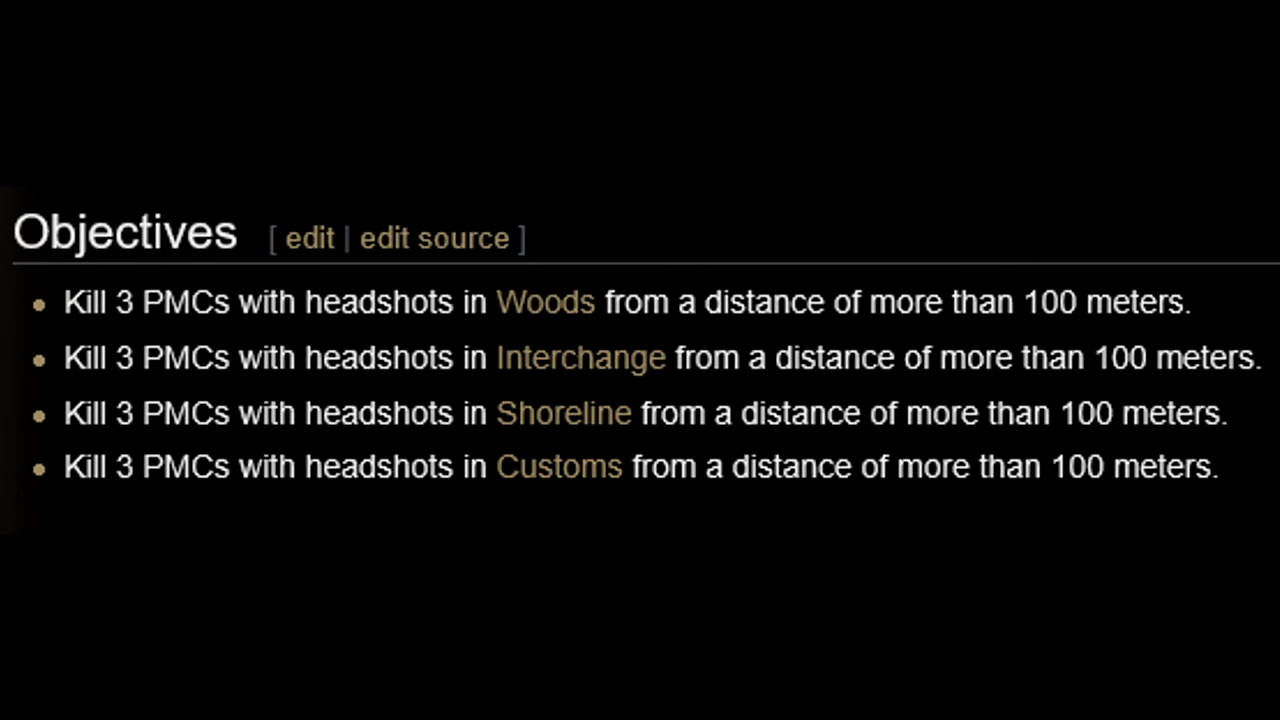 Objectives [ edit | edit source ]
Kill 3 PMCs with headshots in Woods from a distance of more than 100 meters.
Kill 3 PMCs with headshots in Interchange from a distance of more than 100 meters.
Kill 3 PMCs with headshots in Shoreline from a distance of more than 100 meters.
Kill 3 PMCs with headshots in Customs from a distance of more than 100 meters.